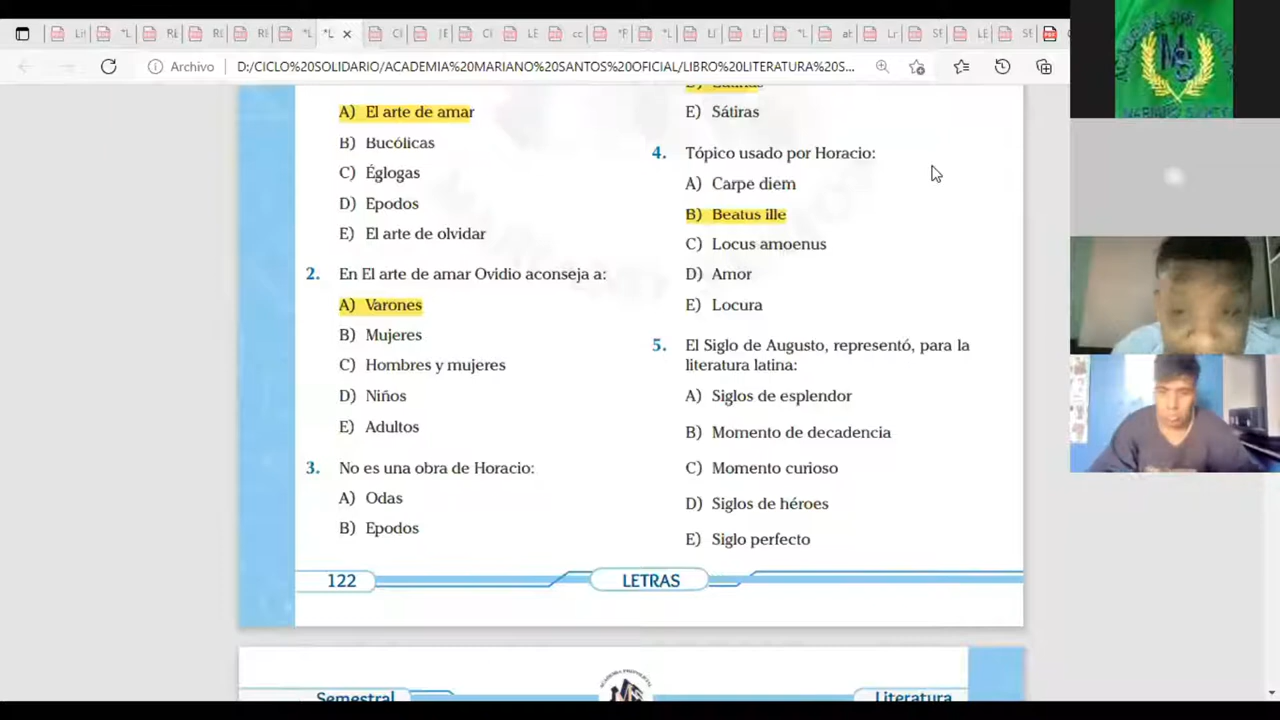 Archivo
D:/CICLO%20SOLIDARIO/ACADEMIA%20MARIANO%20SANTOS%20OFICIAL/LIBRO%20LITERATURA%20S...
A) El arte de amar
B) Bucólicas
C) Églogas
D) Epodos
E) El arte de olvidar
2. En El arte de amar Ovidio aconseja a:
A) Varones
B) Mujeres
C) Hombres y mujeres
D) Niños
E) Adultos
3. No es una obra de Horacio:
A) Odas
B) Epodos
E) Sátiras
4. Tópico usado por Horacio:
A) Carpe diem
B) Beatus ille
C) Locus amoenus
D) Amor
E) Locura
5. El Siglo de Augusto, representó, para la
literatura latina:
A) Siglos de esplendor
B) Momento de decadencia
C) Momento curioso
D) Siglos de héroes
E) Siglo perfecto
122
LETRAS
Semestral
Literatura